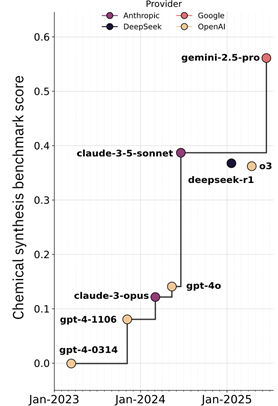 Provider
Anthropic Google
DeepSeek OpenAI
Chemical synthesis benchmark score
0.6
0.5
0.4
0.3
0.2
0.1
0.0
gemini-2.5-pro
claude-3-5-sonnet
o3
deepseek-r1
gpt-4o
claude-3-opus
gpt-4-1106
gpt-4-0314
Jan-2023 Jan-2024 Jan-2025